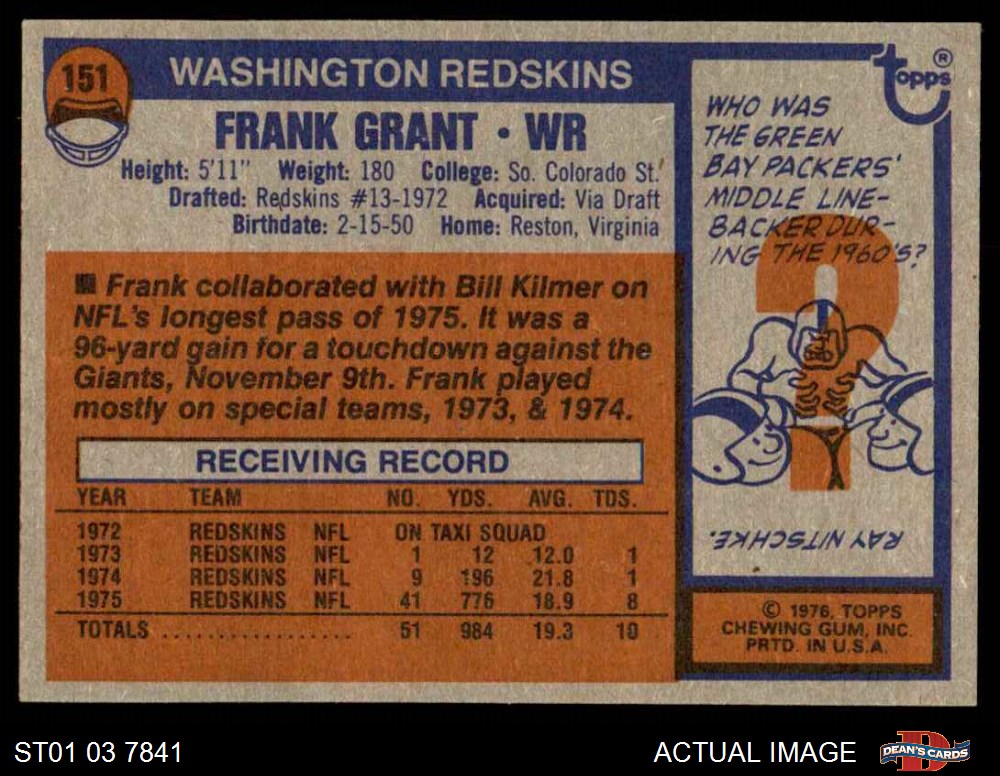 151
WASHINGTON REDSKINS
FRANK GRANT • WR
Height: 5'11" Weight: 180 College: So. Colorado St.
Drafted: Redskins #13-1972 Acquired: Via Draft
Birthdate: 2-15-50 Home: Reston, Virginia
■ Frank collaborated with Bill Kilmer on
NFL's longest pass of 1975. It was a
96-yard gain for a touchdown against the
Giants, November 9th. Frank played
mostly on special teams, 1973, & 1974.
RECEIVING RECORD
YEAR TEAM NO. YDS. AVG. TDS.
1972 REDSKINS NFL ON TAXI SQUAD
1973 REDSKINS NFL 1 12 12.0 1
1974 REDSKINS NFL 9 196 21.8 1
1975 REDSKINS NFL 41 776 18.9 8
TOTALS .................. 51 984 19.3 10
topps ®
WHO WAS
THE GREEN
BAY PACKERS'
MIDDLE LINE-
BACKER DUR-
ING THE 1960'S?
RAY NITSCHKE.
© 1976, TOPPS
CHEWING GUM, INC.
PRTD. IN U.S.A.
ST01 03 7841
ACTUAL IMAGE
D
DEAN'S CARDS